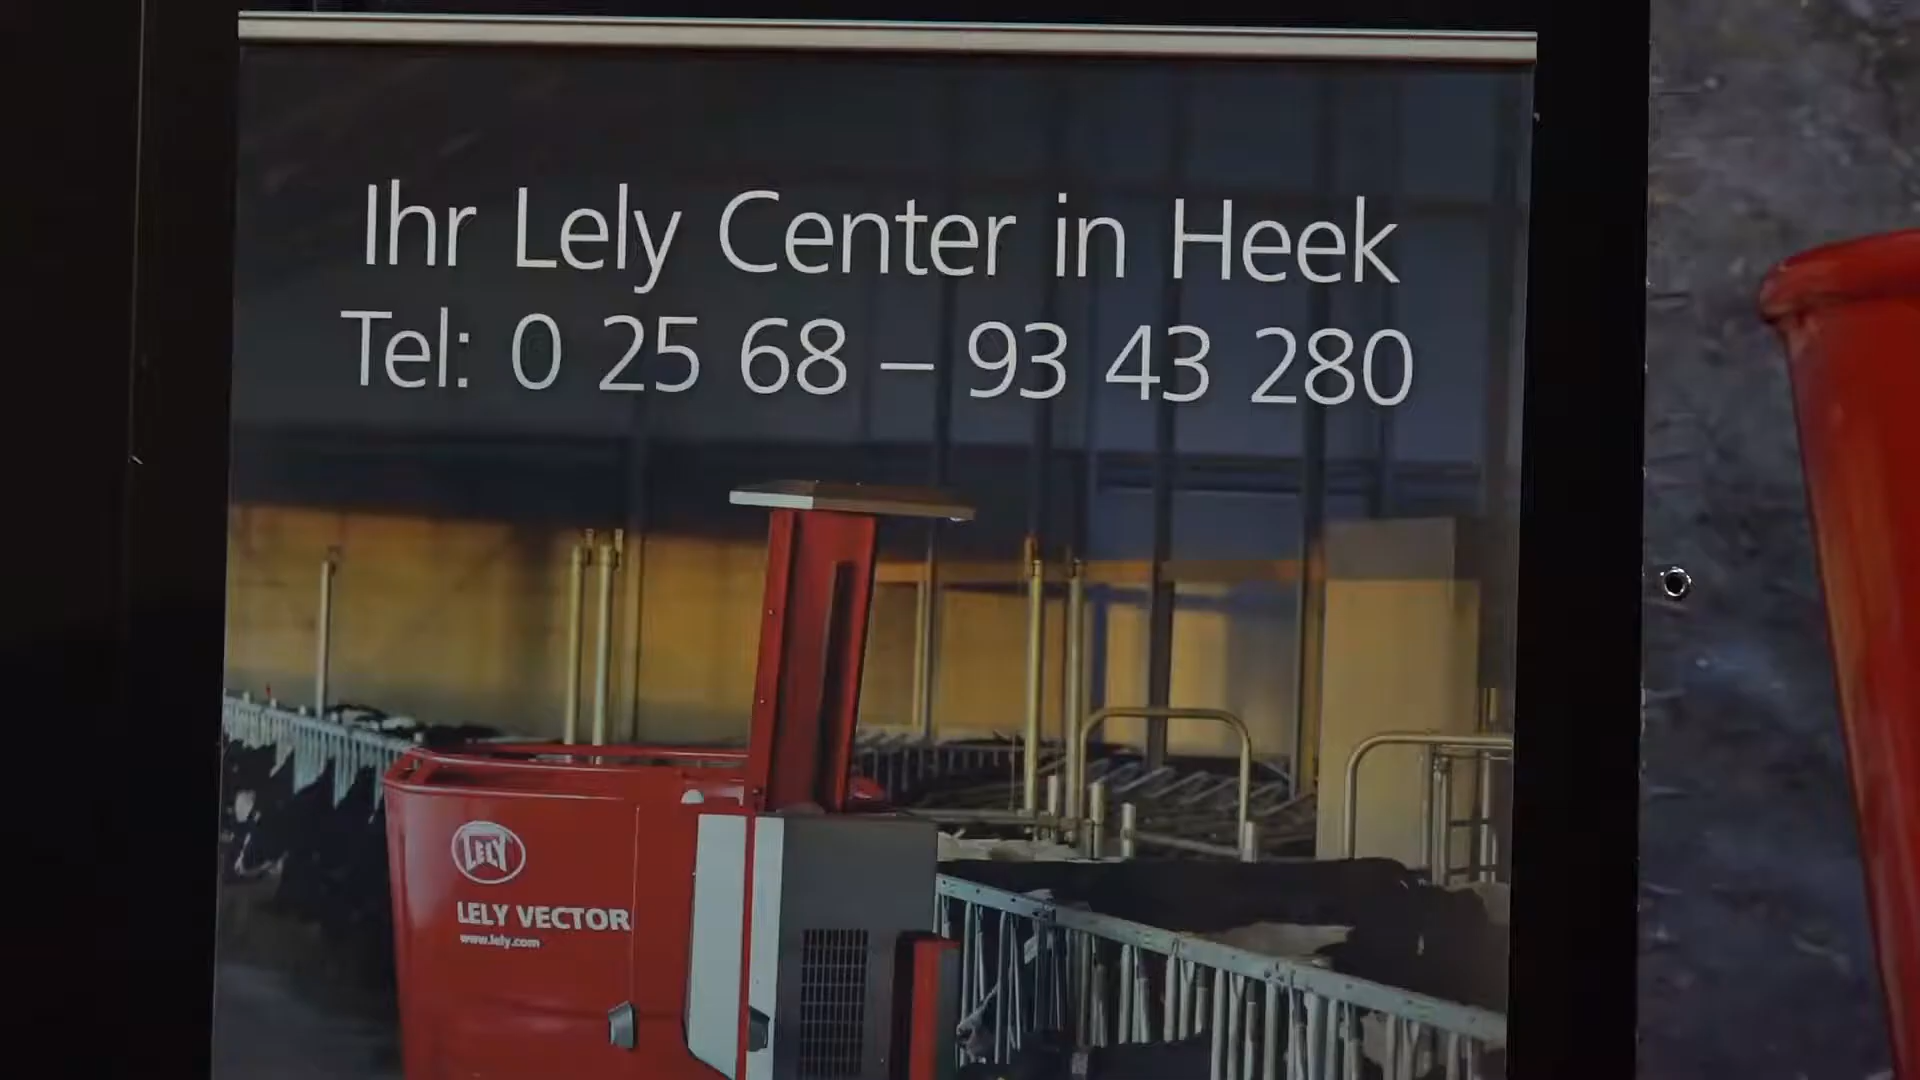 Ihr Lely Center in Heek
Tel: 0 25 68 – 93 43 280
LELY
LELY VECTOR
www.lely.com